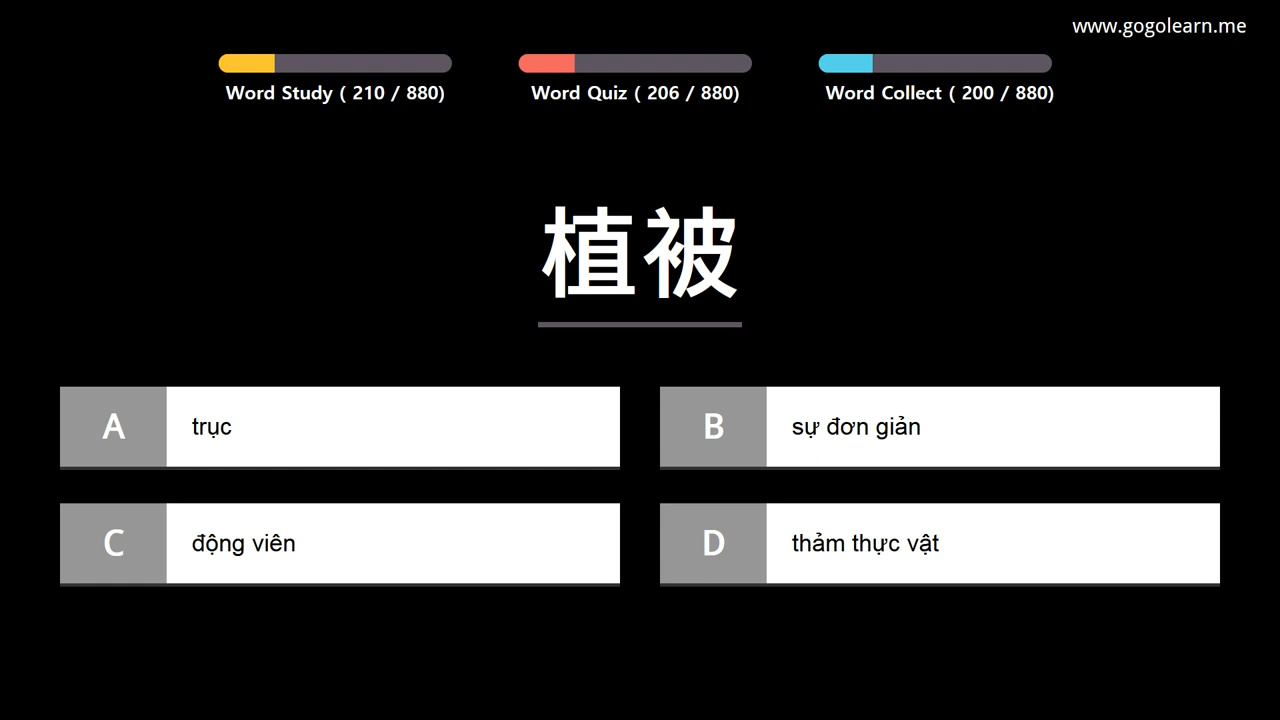 www.gogolearn.me
Word Study ( 210 / 880)
Word Quiz ( 206 / 880)
Word Collect ( 200 / 880)
植被
A
trục
B
sự đơn giản
C
động viên
D
thảm thực vật